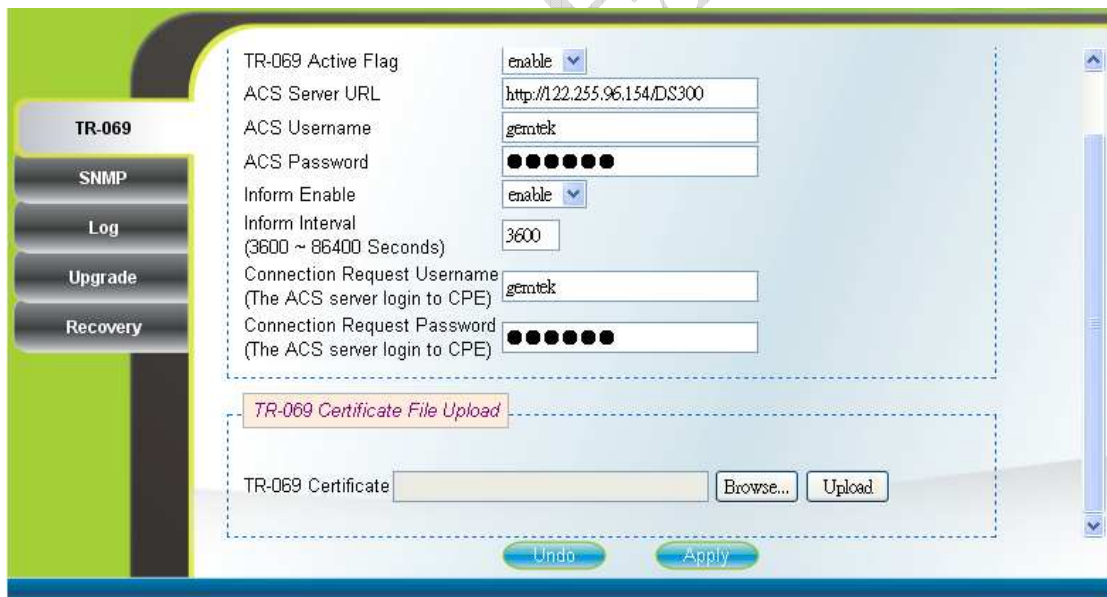 TR-069
SNMP
Log
Upgrade
Recovery
TR-069 Active Flag enable
ACS Server URL http://122.255.96.154/DS300
ACS Username gemtek
ACS Password ●●●●●●
Inform Enable enable
Inform Interval
(3600 ~ 86400 Seconds) 3600
Connection Request Username
(The ACS server login to CPE) gemtek
Connection Request Password
(The ACS server login to CPE) ●●●●●●
TR-069 Certificate File Upload
TR-069 Certificate Browse... Upload
Undo Apply